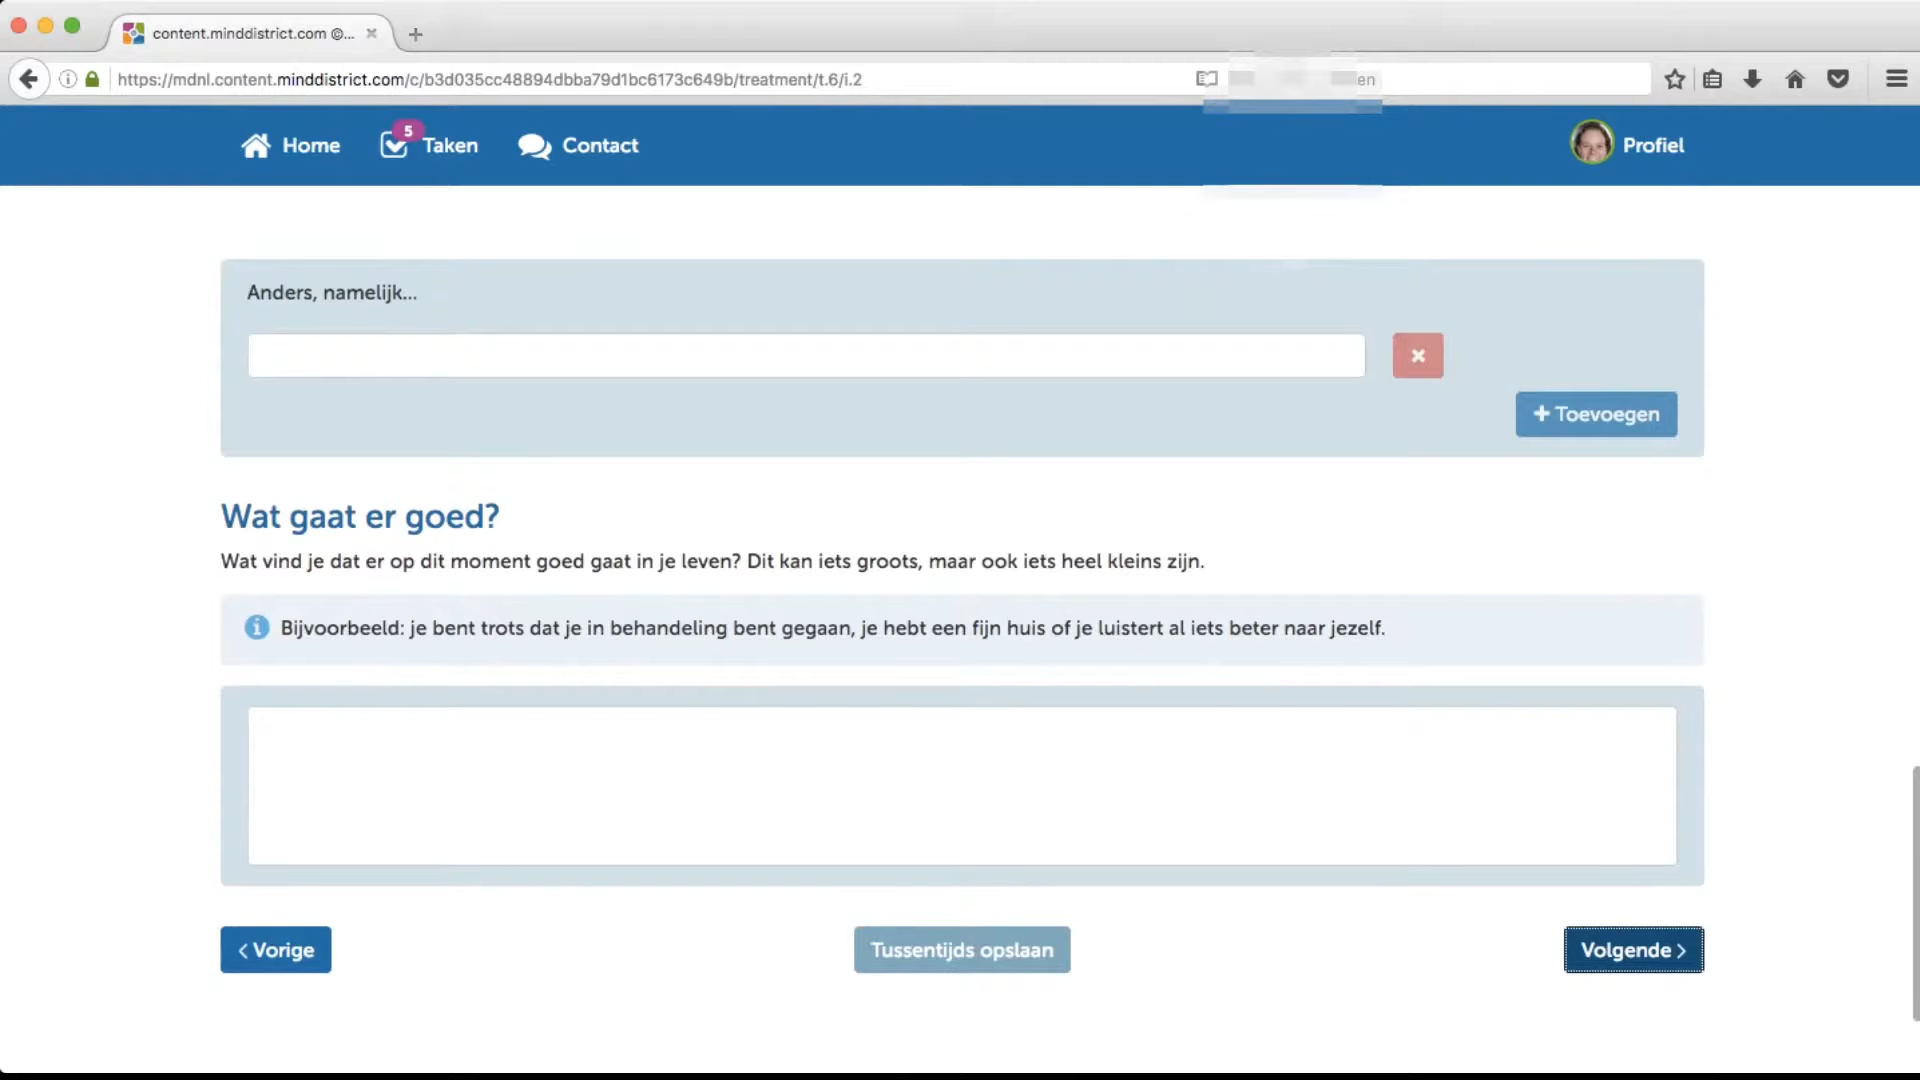 content.minddistrict.com @...
https://mdnl.content.minddistrict.com/c/b3d035cc48894dbba79d1bc6173c649b/treatment/t.6/i.2
Home
5
Taken
Contact
Profiel
Anders, namelijk...
Toevoegen
Wat gaat er goed?
Wat vind je dat er op dit moment goed gaat in je leven? Dit kan iets groots, maar ook iets heel kleins zijn.
Bijvoorbeeld: je bent trots dat je in behandeling bent gegaan, je hebt een fijn huis of je luistert al iets beter naar jezelf.
Vorige
Tussentijds opslaan
Volgende